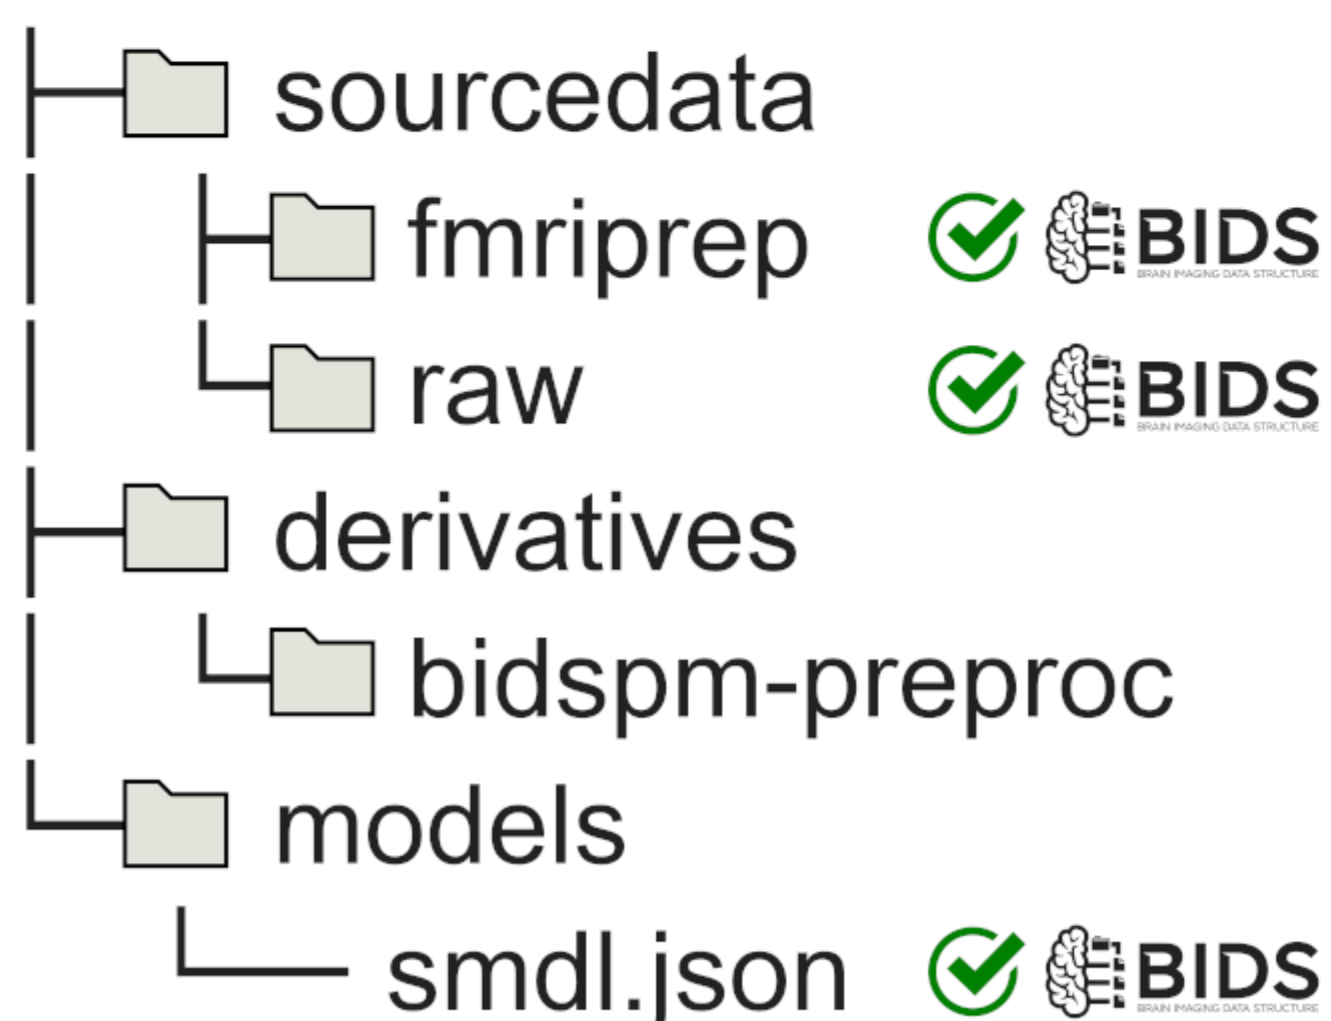 sourcedata
fmriprep BIDS
BRAIN IMAGING DATA STRUCTURE
raw BIDS
BRAIN IMAGING DATA STRUCTURE
derivatives
bidspm-preproc
models
smdl.json BIDS
BRAIN IMAGING DATA STRUCTURE